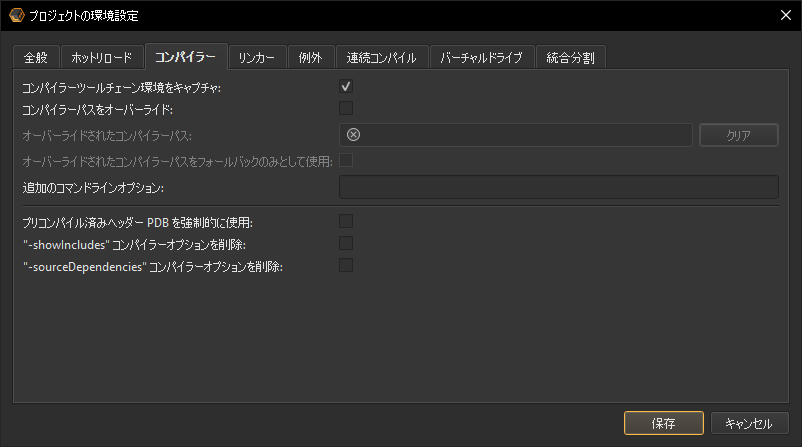 プロジェクトの環境設定
全般 ホットリロード コンパイラー リンカー 例外 連続コンパイル バーチャルドライブ 統合分割
コンパイラーツールチェーン環境をキャプチャ:
コンパイラーパスをオーバーライド:
オーバーライドされたコンパイラーパス: クリア
オーバーライドされたコンパイラーパスをフォールバックのみとして使用:
追加のコマンドラインオプション:
プリコンパイル済みヘッダー PDB を強制的に使用:
"-showIncludes" コンパイラーオプションを削除:
"-sourceDependencies" コンパイラーオプションを削除:
保存 キャンセル